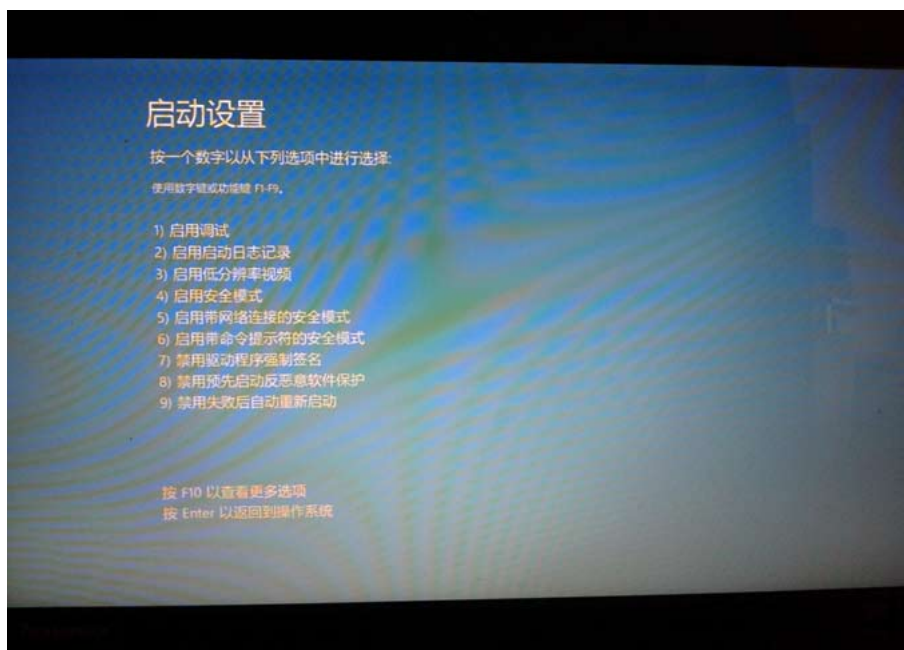 启动设置
按一个数字以从下列选项中进行选择:
使用数字键或功能键 F1-F9。
1) 启用调试
2) 启用启动日志记录
3) 启用低分辨率视频
4) 启用安全模式
5) 启用带网络连接的安全模式
6) 启用带命令提示符的安全模式
7) 禁用驱动程序强制签名
8) 禁用预先启动反恶意软件保护
9) 禁用失败后自动重新启动
按 F10 以查看更多选项
按 Enter 以返回到操作系统